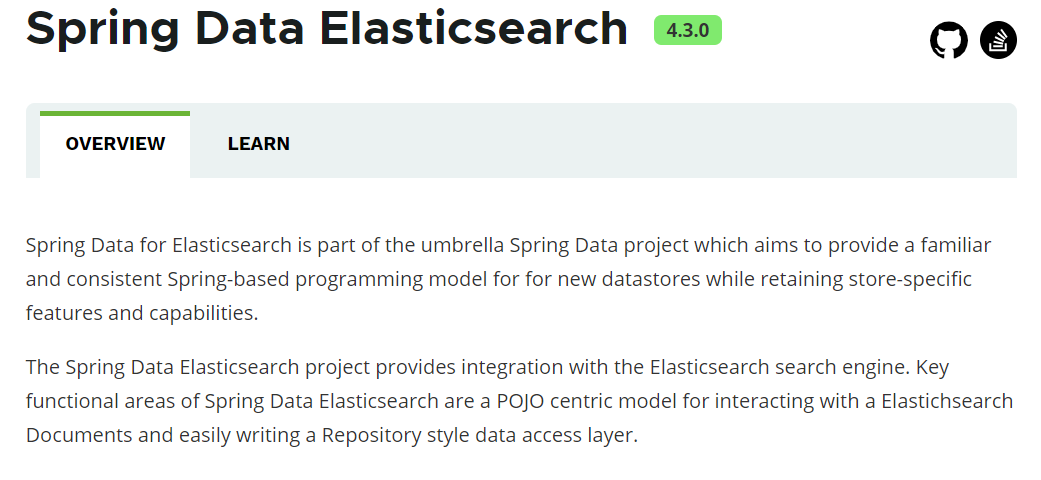 Spring Data Elasticsearch 4.3.0
OVERVIEW LEARN
Spring Data for Elasticsearch is part of the umbrella Spring Data project which aims to provide a familiar
and consistent Spring-based programming model for for new datastores while retaining store-specific
features and capabilities.
The Spring Data Elasticsearch project provides integration with the Elasticsearch search engine. Key
functional areas of Spring Data Elasticsearch are a POJO centric model for interacting with a Elastichsearch
Documents and easily writing a Repository style data access layer.